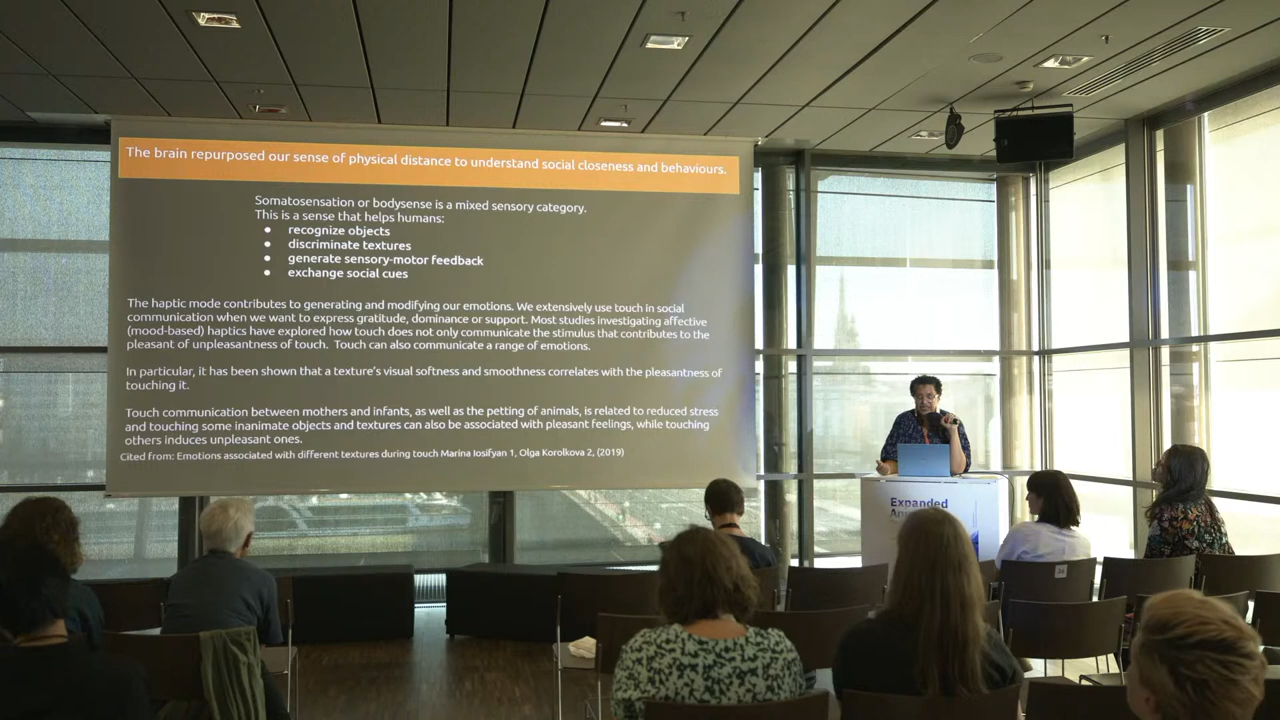 The brain repurposed our sense of physical distance to understand social closeness and behaviours.
Somatosensation or bodysense is a mixed sensory category.
This is a sense that helps humans:
● recognize objects
● discriminate textures
● generate sensory-motor feedback
● exchange social cues
The haptic mode contributes to generating and modifying our emotions. We extensively use touch in social
communication when we want to express gratitude, dominance or support. Most studies investigating affective
(mood-based) haptics have explored how touch does not only communicate the stimulus that contributes to the
pleasant of unpleasantness of touch. Touch can also communicate a range of emotions.
In particular, it has been shown that a texture's visual softness and smoothness correlates with the pleasantness of
touching it.
Touch communication between mothers and infants, as well as the petting of animals, is related to reduced stress
and touching some inanimate objects and textures can also be associated with pleasant feelings, while touching
others induces unpleasant ones.
Cited from: Emotions associated with different textures during touch Marina Iosifyan 1, Olga Korolkova 2, (2019)
Expanded